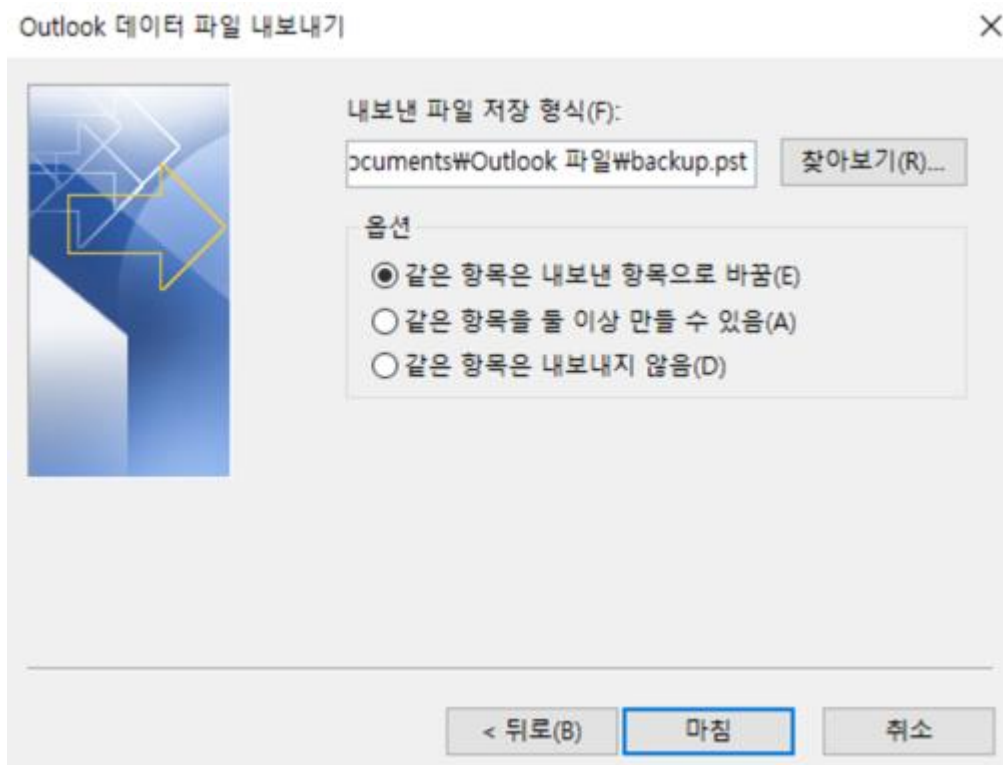 Outlook 데이터 파일 내보내기
내보낸 파일 저장 형식(F):
ocuments₩Outlook 파일₩backup.pst
찾아보기(R)...
옵션
같은 항목은 내보낸 항목으로 바꿈(E)
같은 항목을 둘 이상 만들 수 있음(A)
같은 항목은 내보내지 않음(D)
< 뒤로(B)
마침
취소